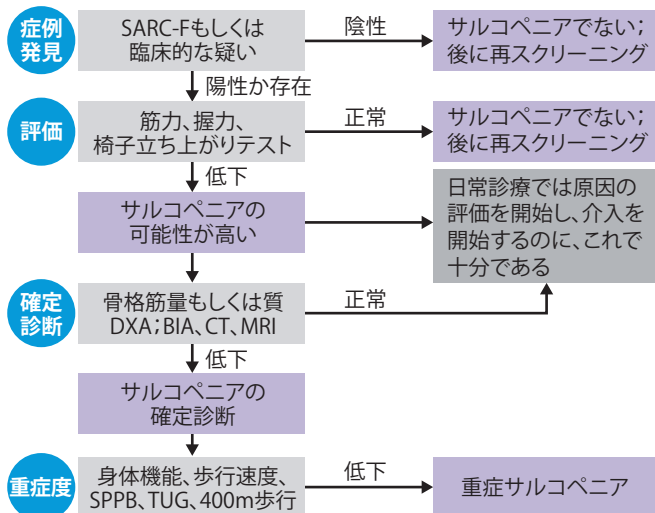 症例
発見
SARC-Fもしくは
臨床的な疑い
陰性
サルコペニアでない；
後に再スクリーニング
陽性か存在
評価
筋力、握力、
椅子立ち上がりテスト
正常
サルコペニアでない；
後に再スクリーニング
低下
サルコペニアの
可能性が高い
日常診療では原因の
評価を開始し、介入を
開始するのに、これで
十分である
確定
診断
骨格筋量もしくは質
DXA；BIA、CT、MRI
正常
低下
サルコペニアの
確定診断
重症度
身体機能、歩行速度、
SPPB、TUG、400m歩行
低下
重症サルコペニア